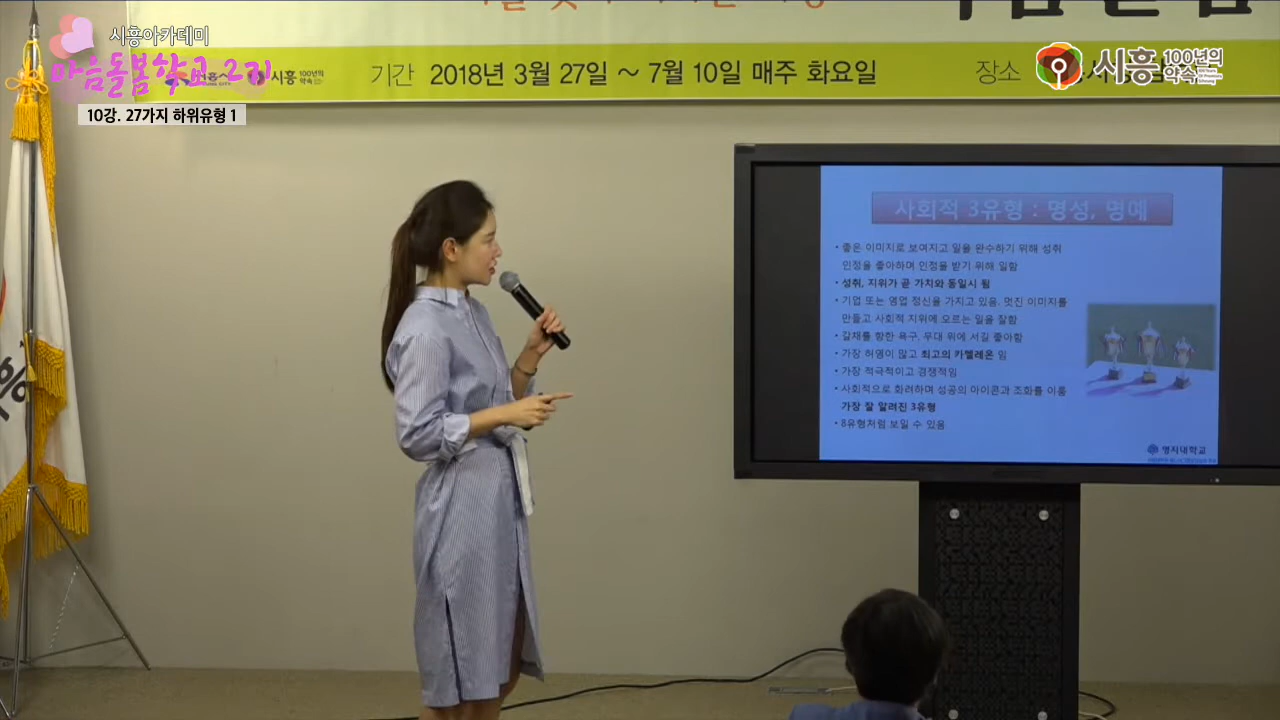 시흥아카데미
마음돌봄학교 2기
10강. 27가지 하위유형 1
시흥 100년의 약속
기간 2018년 3월 27일 ~ 7월 10일 매주 화요일
장소
시흥 100년의 약속
사회적 3유형 : 명성, 명예
• 좋은 이미지로 보여지고 일을 완수하기 위해 성취
인정을 좋아하며 인정을 받기 위해 일함
• 성취, 지위가 곧 가치와 동일시 됨
• 기업 또는 영업 정신을 가지고 있음. 멋진 이미지를
만들고 사회적 지위에 오르는 일을 잘함
• 갈채를 향한 욕구, 무대 위에 서길 좋아함
• 가장 허영이 많고 최고의 카멜레온 임
• 가장 적극적이고 경쟁적임
• 사회적으로 화려하며 성공의 아이콘과 조화를 이룸
가장 잘 알려진 3유형
• 8유형처럼 보일 수 있음
명지대학교